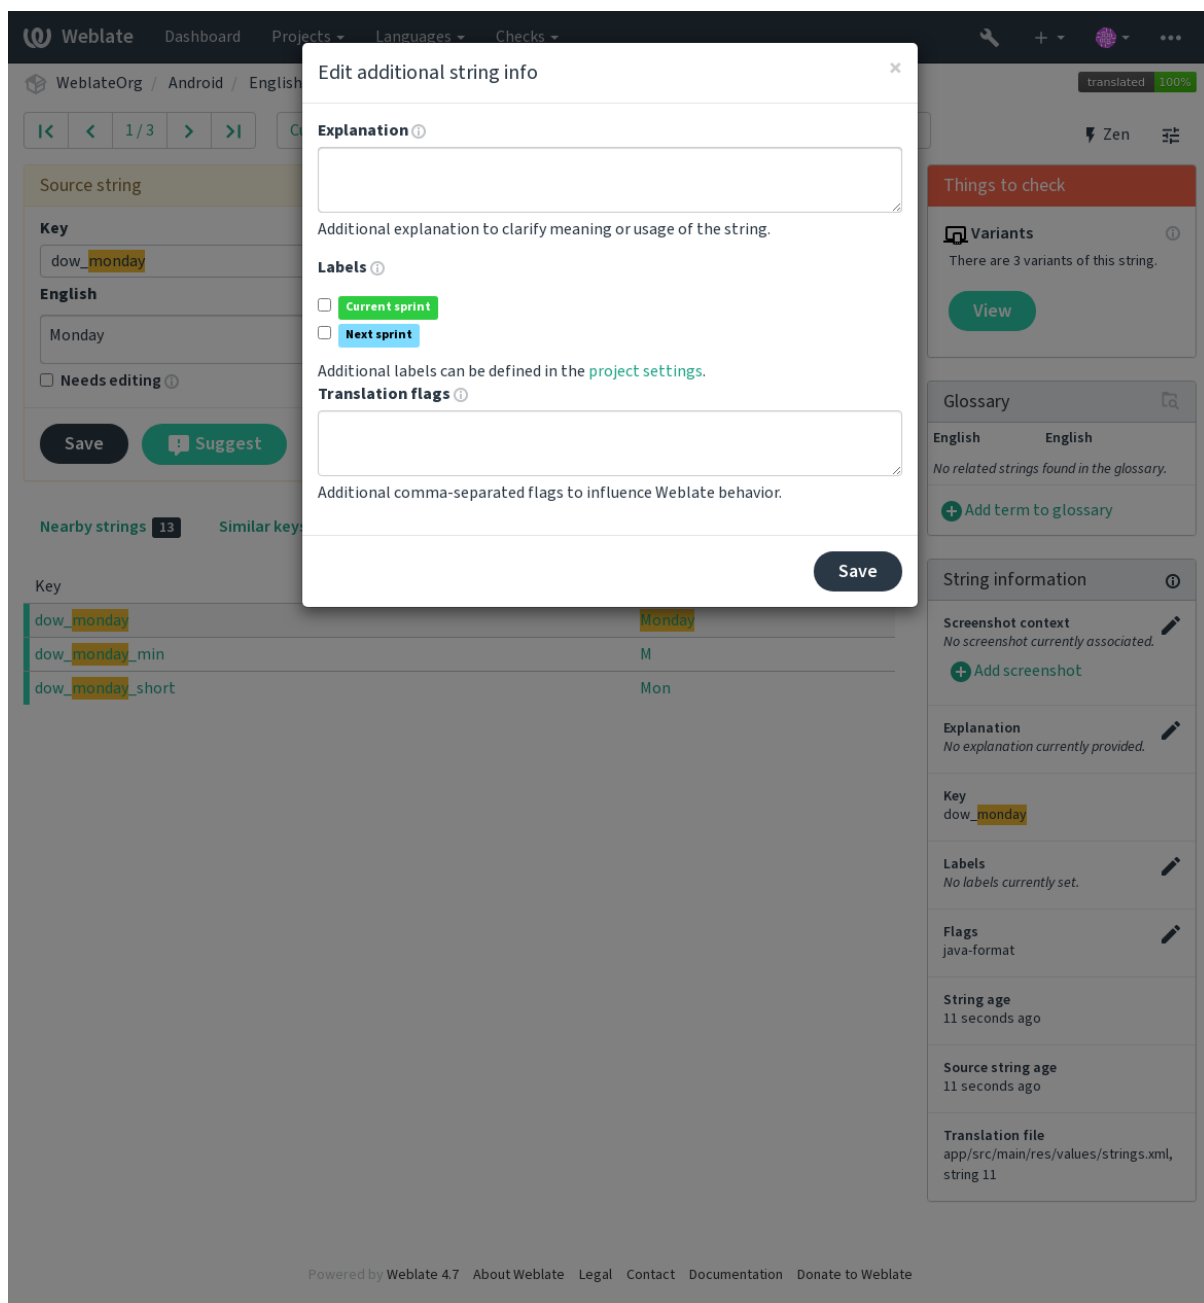 Weblate Dashboard Projects Languages Checks
WeblateOrg / Android / English
translated 100%
1 / 3
Zen
Edit additional string info
×
Explanation
Additional explanation to clarify meaning or usage of the string.
Labels
Current sprint
Next sprint
Additional labels can be defined in the project settings.
Translation flags
Additional comma-separated flags to influence Weblate behavior.
Save
Source string
Key
dow_monday
English
Monday
Needs editing
Save Suggest
Nearby strings 13 Similar keys
Key
dow_monday Monday
dow_monday_min M
dow_monday_short Mon
Things to check
Variants
There are 3 variants of this string.
View
Glossary
English English
No related strings found in the glossary.
Add term to glossary
String information
Screenshot context
No screenshot currently associated.
Add screenshot
Explanation
No explanation currently provided.
Key
dow_monday
Labels
No labels currently set.
Flags
java-format
String age
11 seconds ago
Source string age
11 seconds ago
Translation file
app/src/main/res/values/strings.xml,
string 11
Powered by Weblate 4.7 About Weblate Legal Contact Documentation Donate to Weblate